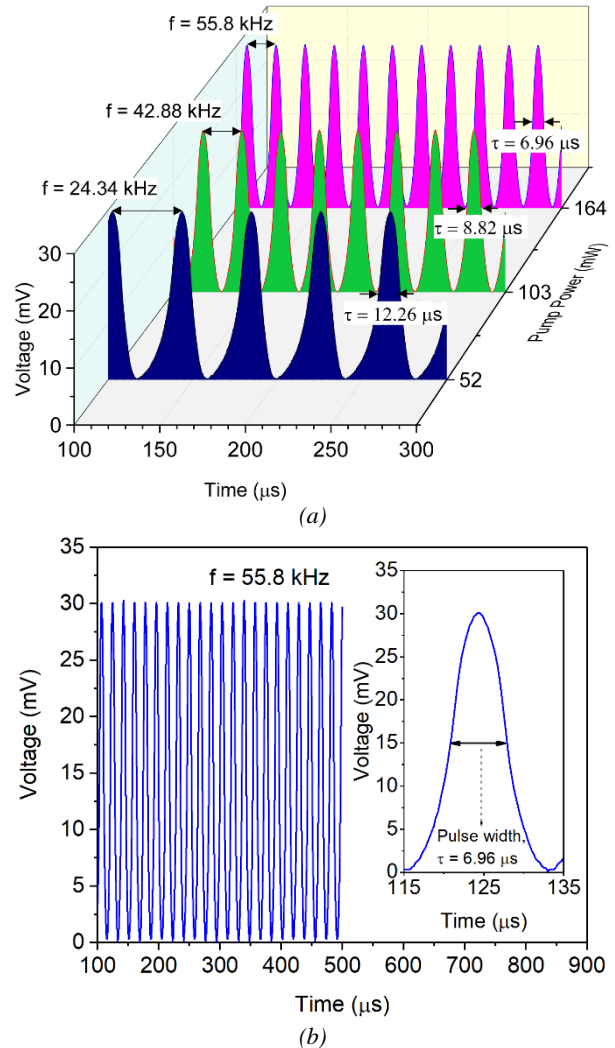 f = 55.8 kHz
f = 42.88 kHz
f = 24.34 kHz
τ = 6.96 μs
τ = 8.82 μs
τ = 12.26 μs
164
103
52
Pump Power (mW)
30
20
10
0
Voltage (mV)
100 150 200 250 300
Time (μs)
(a)
35
30
25
20
15
10
5
0
Voltage (mV)
f = 55.8 kHz
35
30
25
20
15
10
5
0
Voltage (mV)
Pulse width,
τ = 6.96 μs
115 125 135
Time (μs)
100 200 300 400 500 600 700 800 900
Time (μs)
(b)